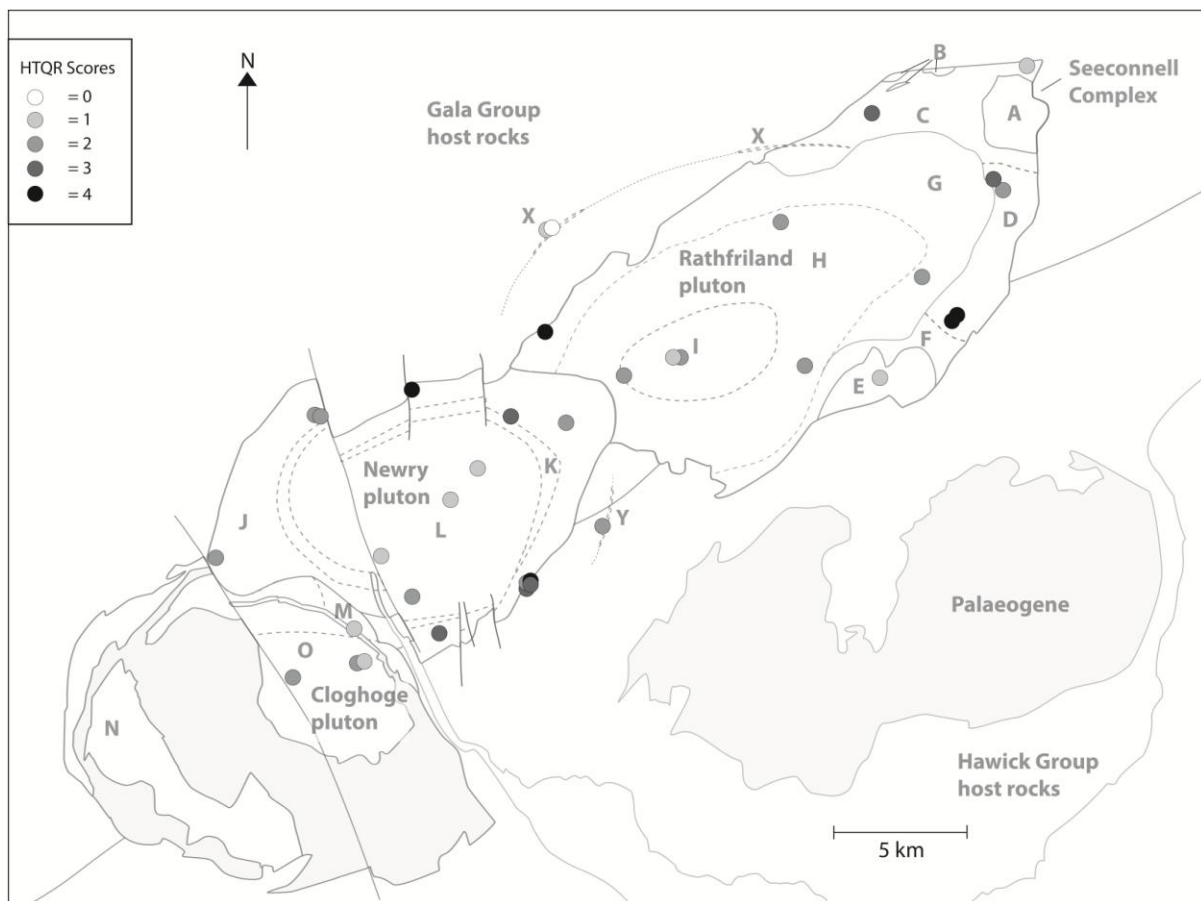 HTQR Scores
= 0
= 1
= 2
= 3
= 4
N
Gala Group
host rocks
B
Seeconnell
Complex
A
C
X
X
G
D
Rathfriland
pluton
H
I
F
E
Newry
pluton
K
J
L
Y
M
O
Cloghoge
pluton
N
Palaeogene
Hawick Group
host rocks
5 km